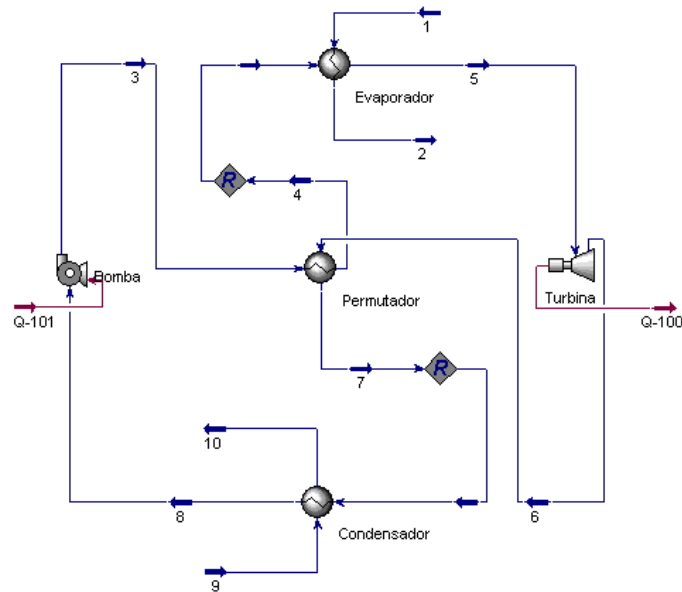 1
3
5
Evaporador
2
R
4
Bomba
Permutador
Turbina
Q-101
Q-100
7
R
10
8
6
Condensador
9